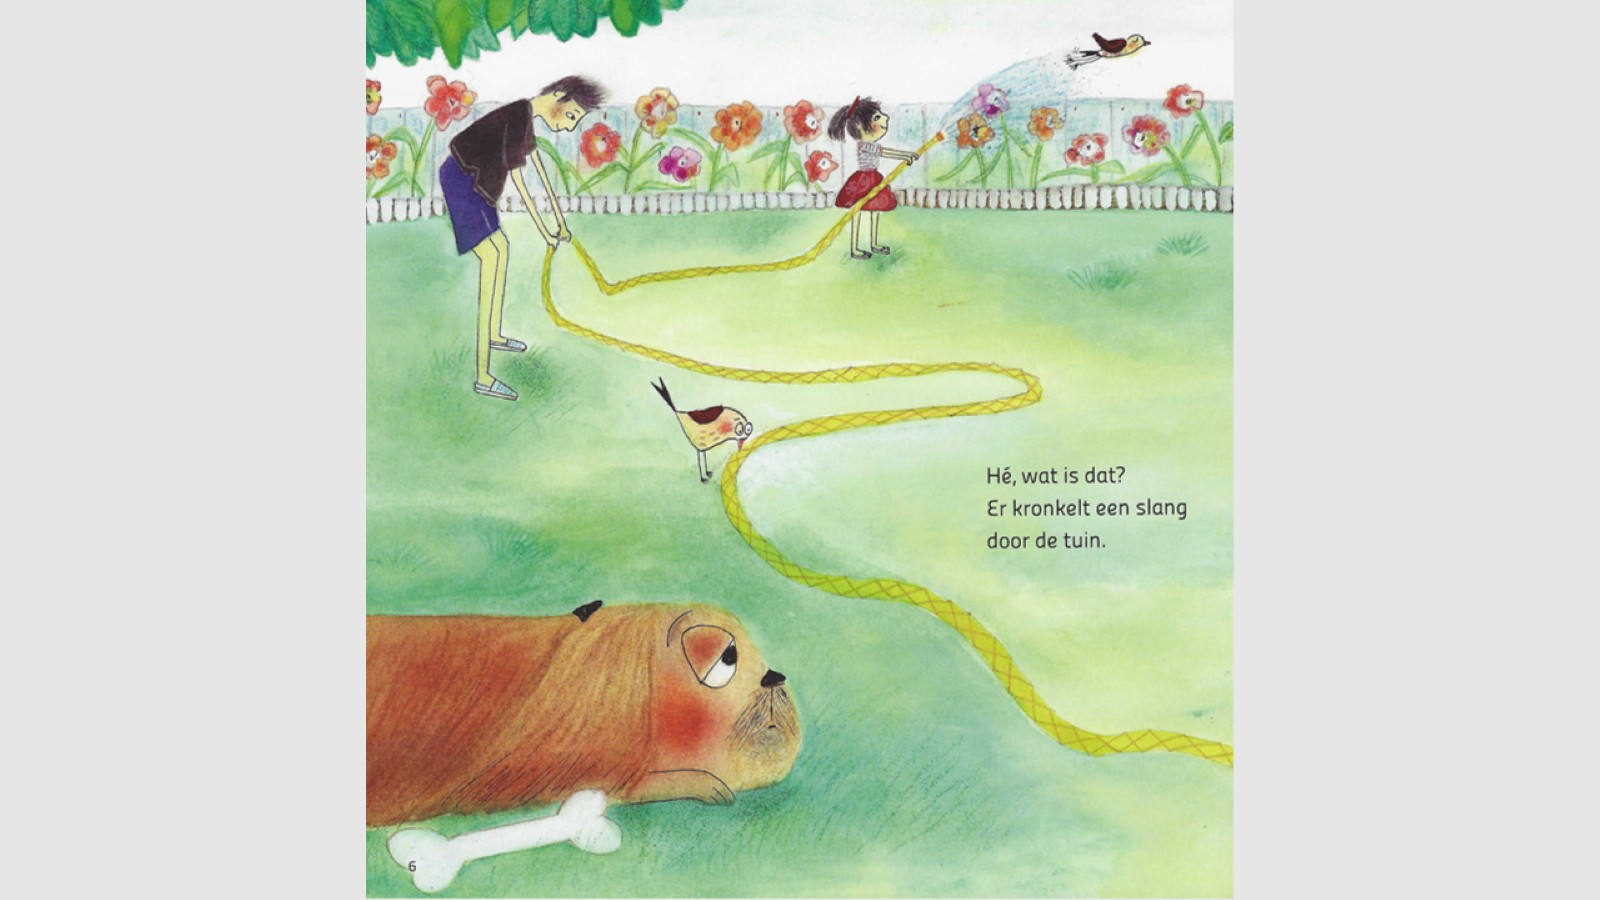 Hé, wat is dat?
Er kronkelt een slang
door de tuin.
6